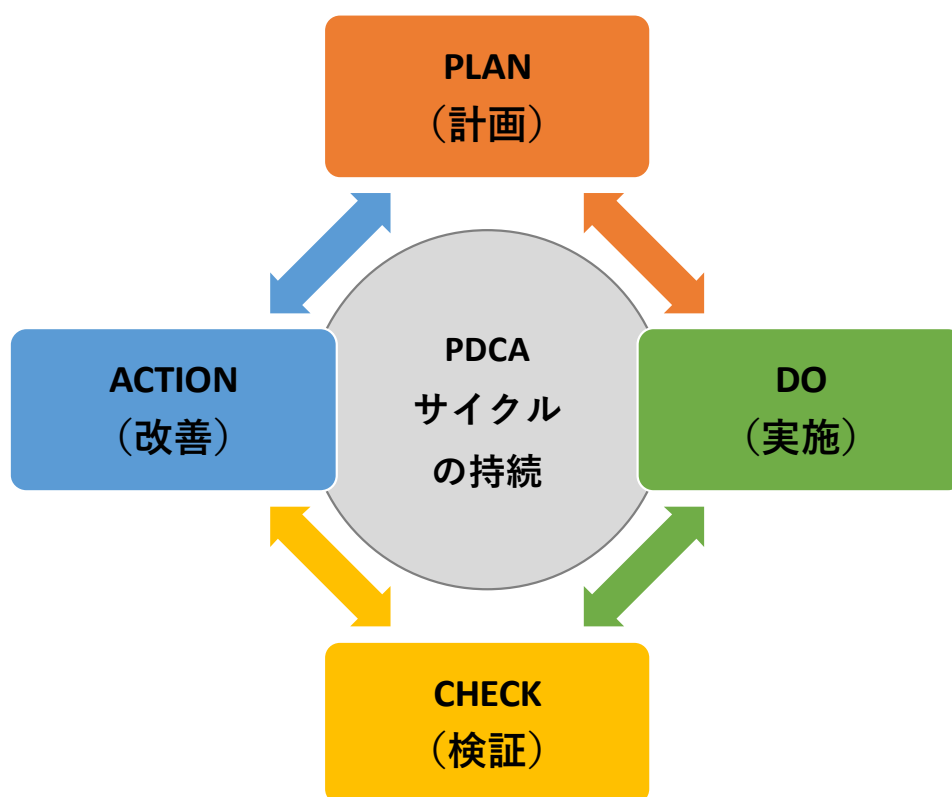 PLAN
（計画）
ACTION
（改善）
PDCA
サイクル
の持続
DO
（実施）
CHECK
（検証）